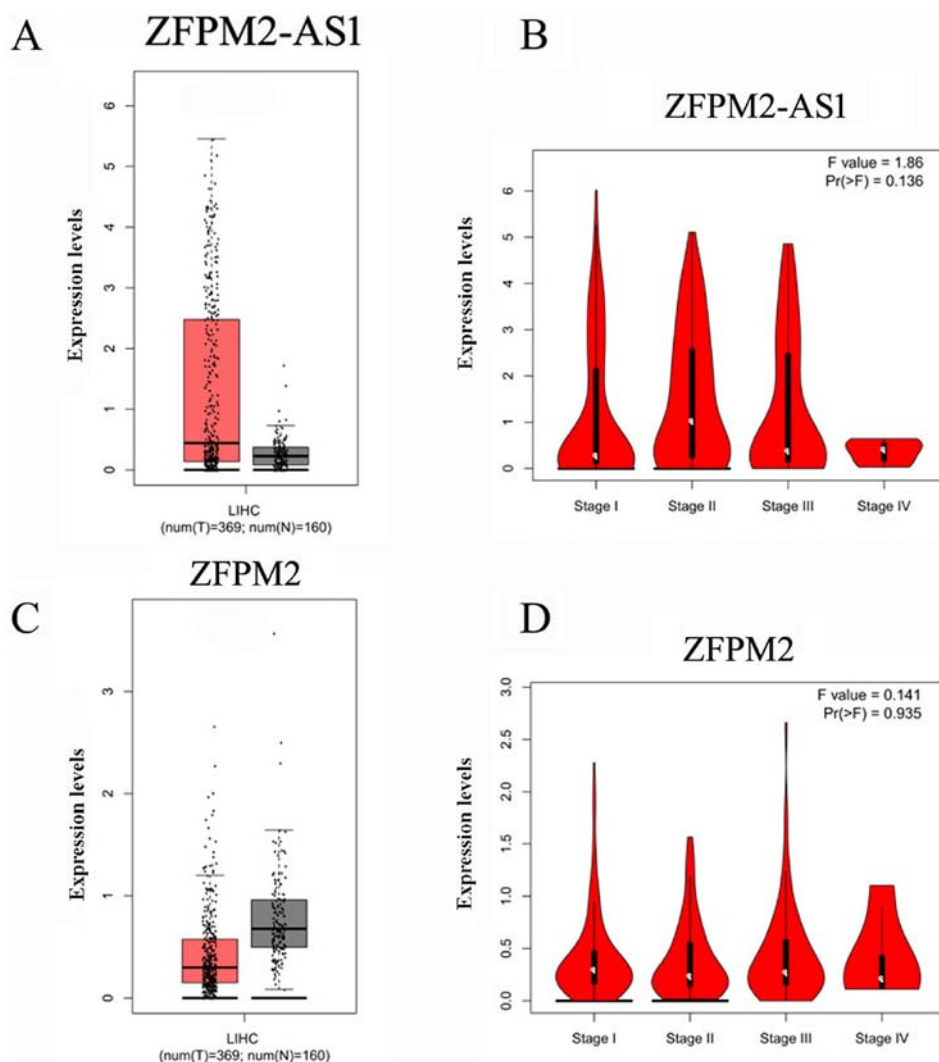 A
ZFPM2-AS1
Expression levels
6
5
4
3
2
1
0
LIHC
(num(T)=369; num(N)=160)
B
ZFPM2-AS1
F value = 1.86
Pr(>F) = 0.136
Expression levels
6
5
4
3
2
1
0
Stage I
Stage II
Stage III
Stage IV
C
ZFPM2
Expression levels
3
2
1
0
LIHC
(num(T)=369; num(N)=160)
D
ZFPM2
F value = 0.141
Pr(>F) = 0.935
Expression levels
3.0
2.5
2.0
1.5
1.0
0.5
0.0
Stage I
Stage II
Stage III
Stage IV